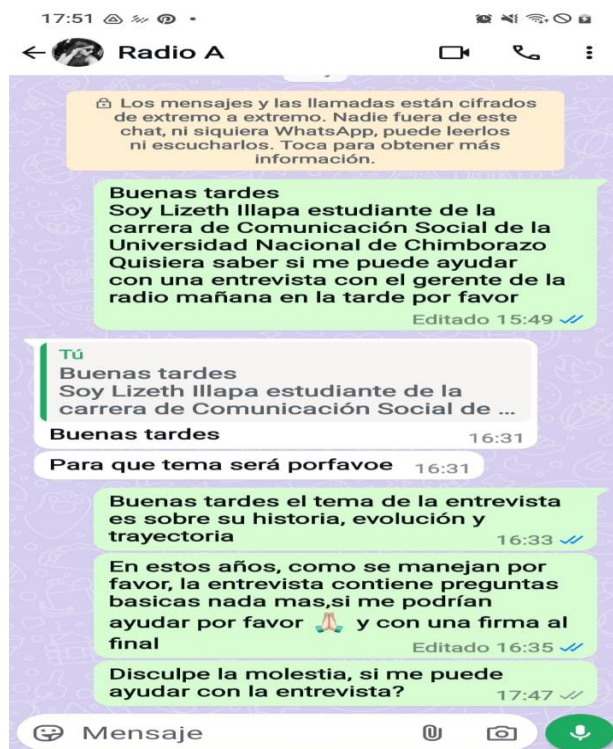 17:51
Radio A
Los mensajes y las llamadas están cifrados
de extremo a extremo. Nadie fuera de este
chat, ni siquiera WhatsApp, puede leerlos
ni escucharlos. Toca para obtener más
información.
Buenas tardes
Soy Lizeth Illapa estudiante de la
carrera de Comunicación Social de la
Universidad Nacional de Chimborazo
Quisiera saber si me puede ayudar
con una entrevista con el gerente de la
radio mañana en la tarde por favor
Editado 15:49
Tú
Buenas tardes
Soy Lizeth Illapa estudiante de la
carrera de Comunicación Social de ...
Buenas tardes 16:31
Para que tema será porfavoe 16:31
Buenas tardes el tema de la entrevista
es sobre su historia, evolución y
trayectoria 16:33
En estos años, como se manejan por
favor, la entrevista contiene preguntas
basicas nada mas,si me podrían
ayudar por favor 🙏🏻 y con una firma al
final Editado 16:35
Disculpe la molestia, si me puede
ayudar con la entrevista? 17:47
Mensaje